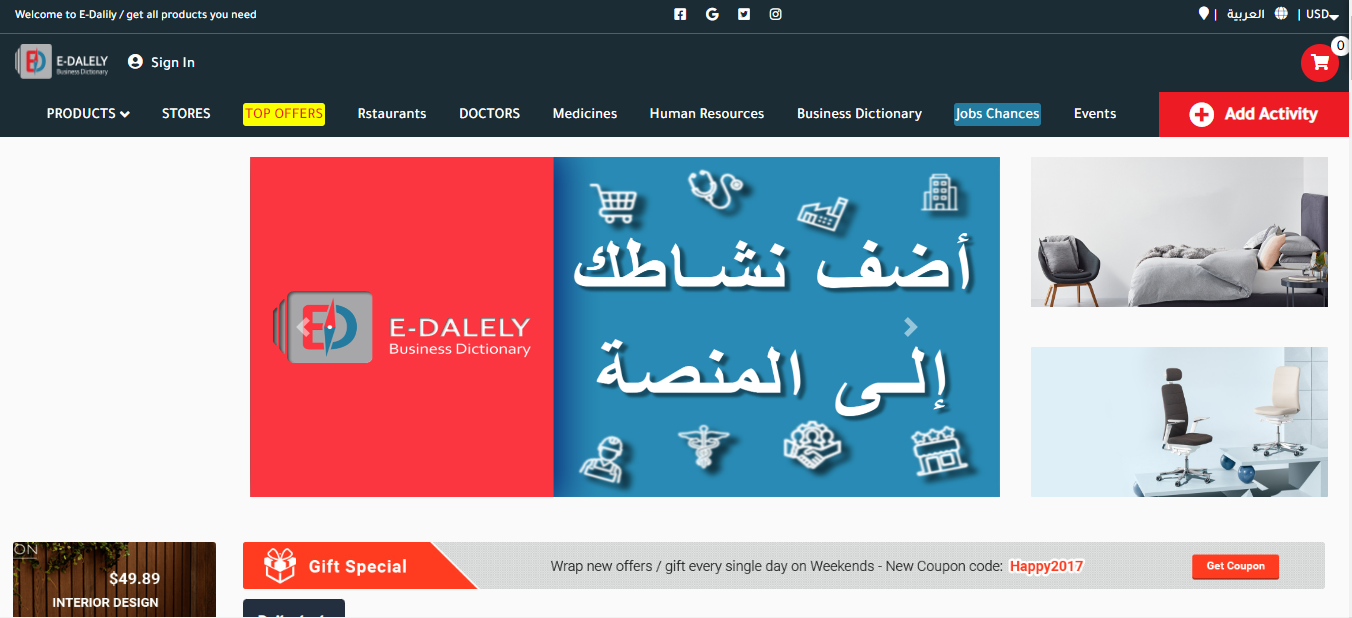 Welcome to E-Dalily / get all products you need
| العربية | USD
E-DALELY
Business Dictionary
Sign In
0
PRODUCTS
STORES
TOP OFFERS
Rstaurants
DOCTORS
Medicines
Human Resources
Business Dictionary
Jobs Chances
Events
Add Activity
أضف نشاطك
إلى المنصة
E-DALELY
Business Dictionary
ON
$49.89
INTERIOR DESIGN
Gift Special
Wrap new offers / gift every single day on Weekends - New Coupon code: Happy2017
Get Coupon